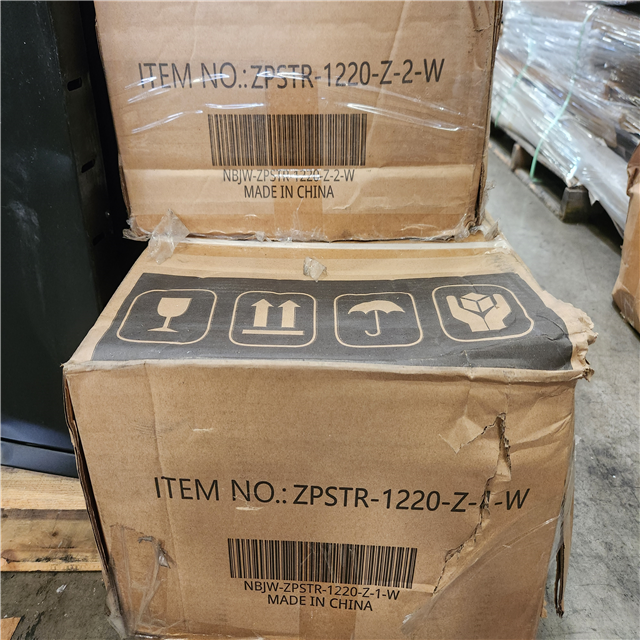 ITEM NO.: ZPSTR-1220-Z-2-W
NBJW-ZPSTR-1220-Z-2-W
MADE IN CHINA
ITEM NO.: ZPSTR-1220-Z-1-W
NBJW-ZPSTR-1220-Z-1-W
MADE IN CHINA